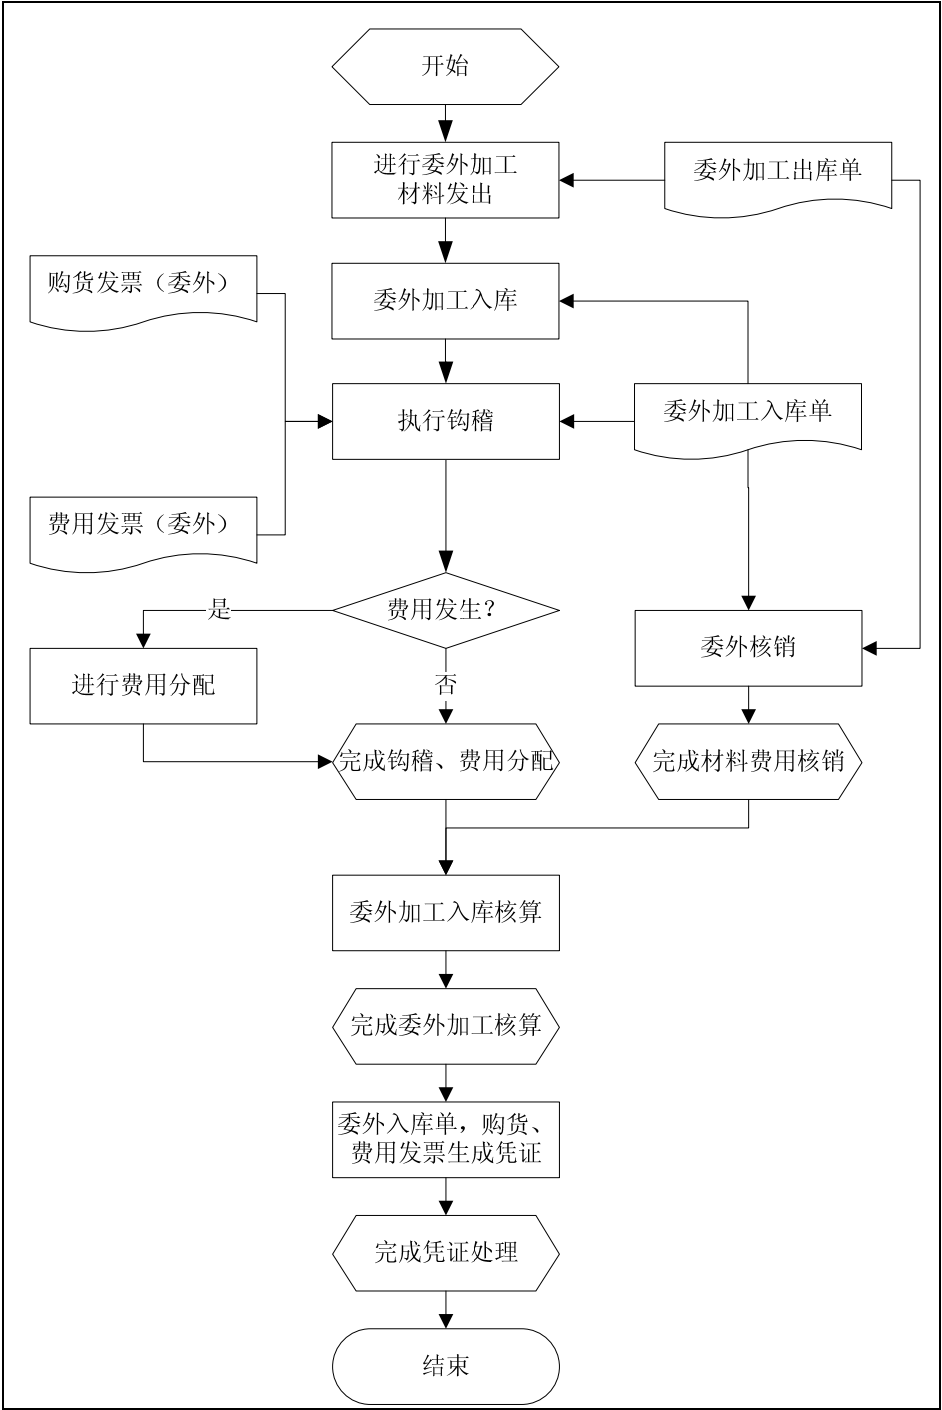 开始
进行委外加工
材料发出
委外加工出库单
购货发票（委外）
委外加工入库
执行钩稽
委外加工入库单
费用发票（委外）
费用发生？
是
委外核销
进行费用分配
否
完成钩稽、费用分配
完成材料费用核销
委外加工入库核算
完成委外加工核算
委外入库单，购货、
费用发票生成凭证
完成凭证处理
结束